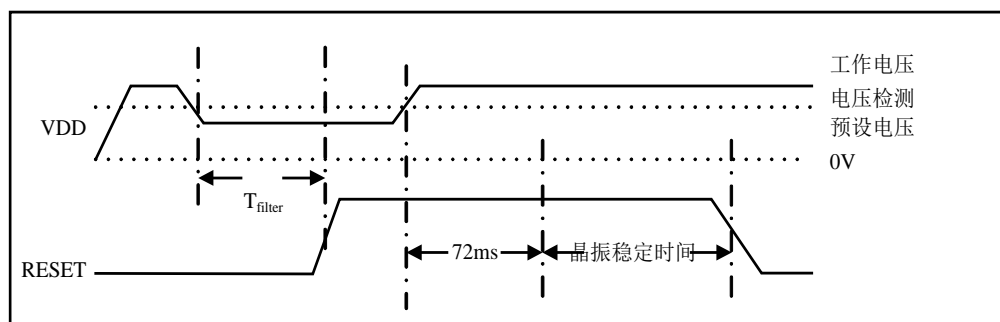 工作电压
电压检测
VDD
预设电压
0V
Tfilter
72ms
晶振稳定时间
RESET